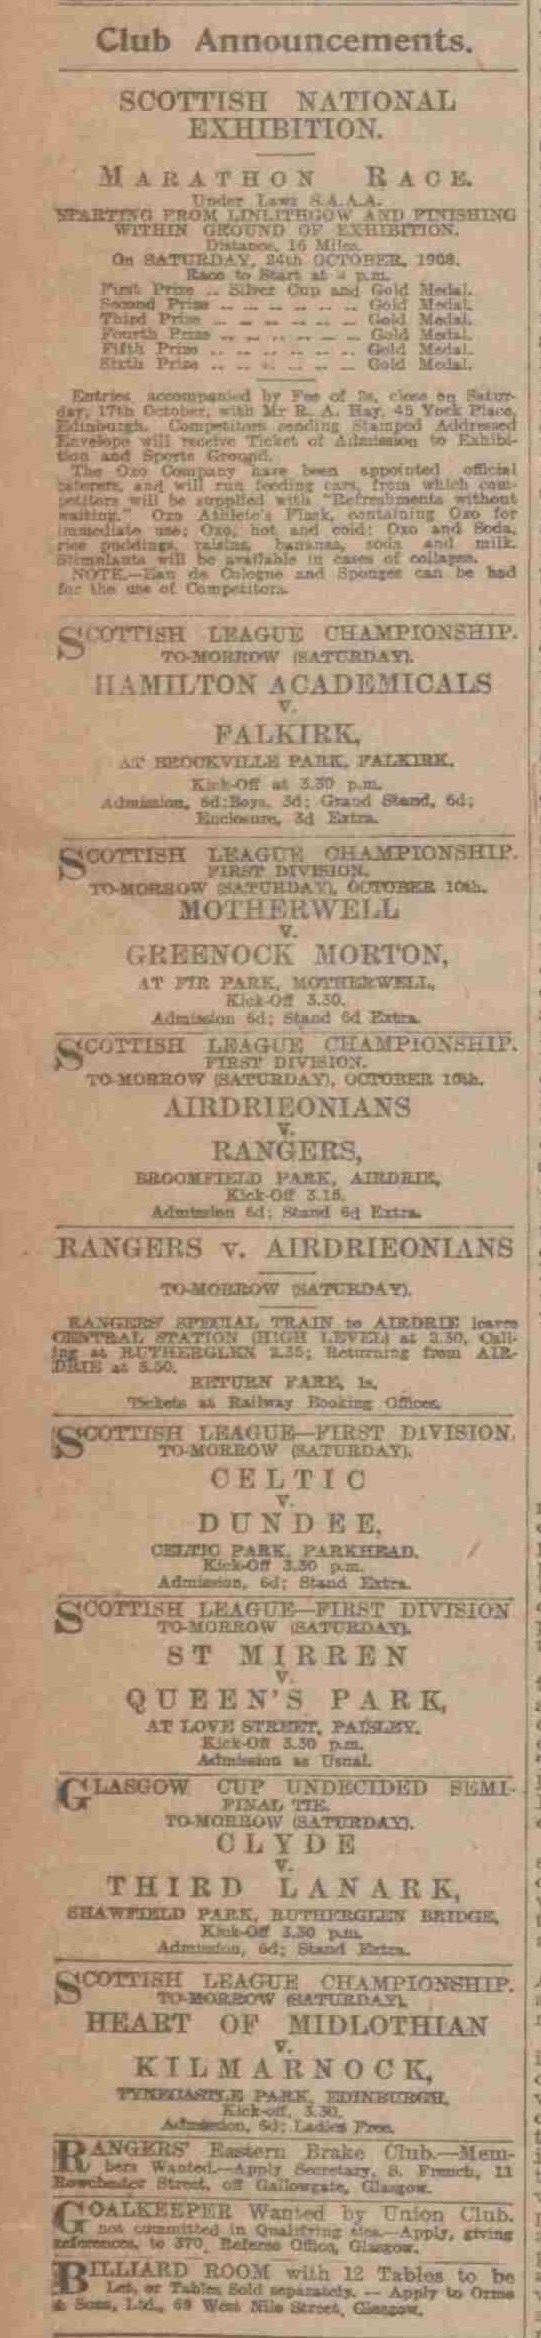 Club Announcements.
SCOTTISH NATIONAL
EXHIBITION.
MARATHON RACE.
Under Laws S.A.A.A.
STARTING FROM LINLITHGOW AND FINISHING
WITHIN GROUND OF EXHIBITION.
Distance, 16 Miles.
On SATURDAY, 24th OCTOBER, 1908.
Race to Start at p.m.
First Prize .. Silver Cup and Gold Medal.
Second Prize .. .. .. .. .. .. Gold Medal.
Third Prize .. .. .. .. .. .. Gold Medal.
Fourth Prize .. .. .. .. .. .. Gold Medal.
Fifth Prize .. .. .. .. .. .. Gold Medal.
Sixth Prize .. .. .. .. .. .. Gold Medal.
Entries, accompanied by Fee of 2s, close on Satur-
day, 17th October, with Mr R. A. Hay, 45 York Place,
Edinburgh. Competitors sending Stamped Addressed
Envelope will receive Ticket of Admission to Exhibi-
tion and Sports Ground.
The Oxo Company have been appointed official
caterers, and will run feeding cars, from which com-
petitors will be supplied with "Refreshments without
waiting." Oxo Athlete's Flask, containing Oxo for
immediate use; Oxo, hot and cold; Oxo and Soda,
rice puddings, raisins, bananas, soda and milk.
Stimulants will be available in cases of collapse.
NOTE.—Eau de Cologne and Sponges can be had
for the use of Competitors.
SCOTTISH LEAGUE CHAMPIONSHIP.
TO-MORROW (SATURDAY).
HAMILTON ACADEMICALS
v.
FALKIRK,
AT BROCKVILLE PARK, FALKIRK.
Kick-Off at 3.30 p.m.
Admission, 6d; Boys, 3d; Grand Stand, 6d;
Enclosure, 3d Extra.
SCOTTISH LEAGUE CHAMPIONSHIP.
FIRST DIVISION.
TO-MORROW (SATURDAY), OCTOBER 10th.
MOTHERWELL
v.
GREENOCK MORTON,
AT FIR PARK, MOTHERWELL,
Kick-Off 3.30.
Admission 6d; Stand 6d Extra.
SCOTTISH LEAGUE CHAMPIONSHIP.
FIRST DIVISION.
TO-MORROW (SATURDAY), OCTOBER 10th.
AIRDRIEONIANS
v.
RANGERS,
BROOMFIELD PARK, AIRDRIE,
Kick-Off 3.15.
Admission 6d; Stand 6d Extra.
RANGERS v. AIRDRIEONIANS
TO-MORROW (SATURDAY).
RANGERS' SPECIAL TRAIN to AIRDRIE leaves
CENTRAL STATION (HIGH LEVEL) at 2.30, Call-
ing at RUTHERGLEN 2.35; Returning from AIR-
DRIE at 5.50.
RETURN FARE, 1s.
Tickets at Railway Booking Offices.
SCOTTISH LEAGUE—FIRST DIVISION.
TO-MORROW (SATURDAY).
CELTIC
v.
DUNDEE,
CELTIC PARK, PARKHEAD.
Kick-Off 3.30 p.m.
Admission, 6d; Stand Extra.
SCOTTISH LEAGUE—FIRST DIVISION
TO-MORROW (SATURDAY).
ST MIRREN
v.
QUEEN'S PARK,
AT LOVE STREET, PAISLEY.
Kick-Off 3.30 p.m.
Admission as Usual.
GLASGOW CUP UNDECIDED SEMI-
FINAL TIE.
TO-MORROW (SATURDAY).
CLYDE
v.
THIRD LANARK,
SHAWFIELD PARK, RUTHERGLEN BRIDGE,
Kick-Off 3.30 p.m.
Admission, 6d; Stand Extra.
SCOTTISH LEAGUE CHAMPIONSHIP.
TO-MORROW (SATURDAY).
HEART OF MIDLOTHIAN
v.
KILMARNOCK,
TYNECASTLE PARK, EDINBURGH,
Kick-off, 3.30.
Admission, 6d; Ladies Free.
RANGERS' Eastern Brake Club.—Mem-
bers Wanted.—Apply Secretary, S. French, 11
Rowchester Street, off Gallowgate, Glasgow.
GOALKEEPER Wanted by Union Club.
not committed in Qualifying ties.—Apply, giving
references, to 370, Referee Office, Glasgow.
BILLIARD ROOM with 12 Tables to be
Let, or Tables Sold separately.—Apply to Orme
& Sons, Ltd., 68 West Nile Street, Glasgow.